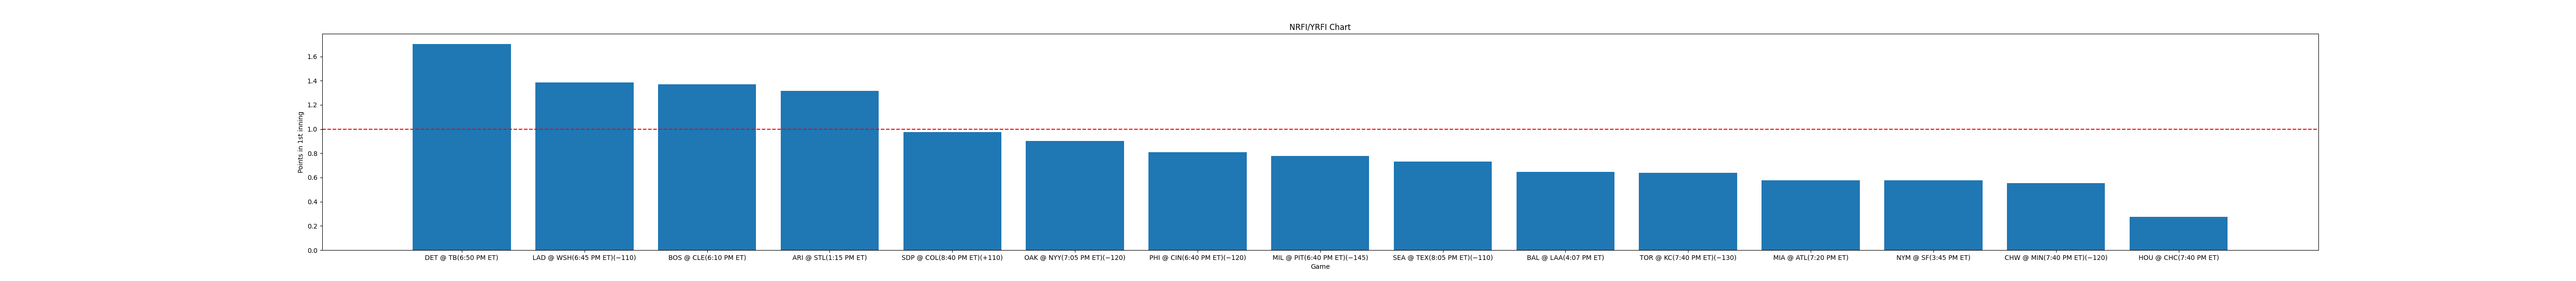 NRFI/YRFI Chart
Points in 1st inning
1.6
1.4
1.2
1.0
0.8
0.6
0.4
0.2
0.0
DET @ TB(6:50 PM ET)
LAD @ WSH(6:45 PM ET)(−110)
BOS @ CLE(6:10 PM ET)
ARI @ STL(1:15 PM ET)
SDP @ COL(8:40 PM ET)(+110)
OAK @ NYY(7:05 PM ET)(−120)
PHI @ CIN(6:40 PM ET)(−120)
MIL @ PIT(6:40 PM ET)(−145)
SEA @ TEX(8:05 PM ET)(−110)
BAL @ LAA(4:07 PM ET)
TOR @ KC(7:40 PM ET)(−130)
MIA @ ATL(7:20 PM ET)
NYM @ SF(3:45 PM ET)
CHW @ MIN(7:40 PM ET)(−120)
HOU @ CHC(7:40 PM ET)
Game